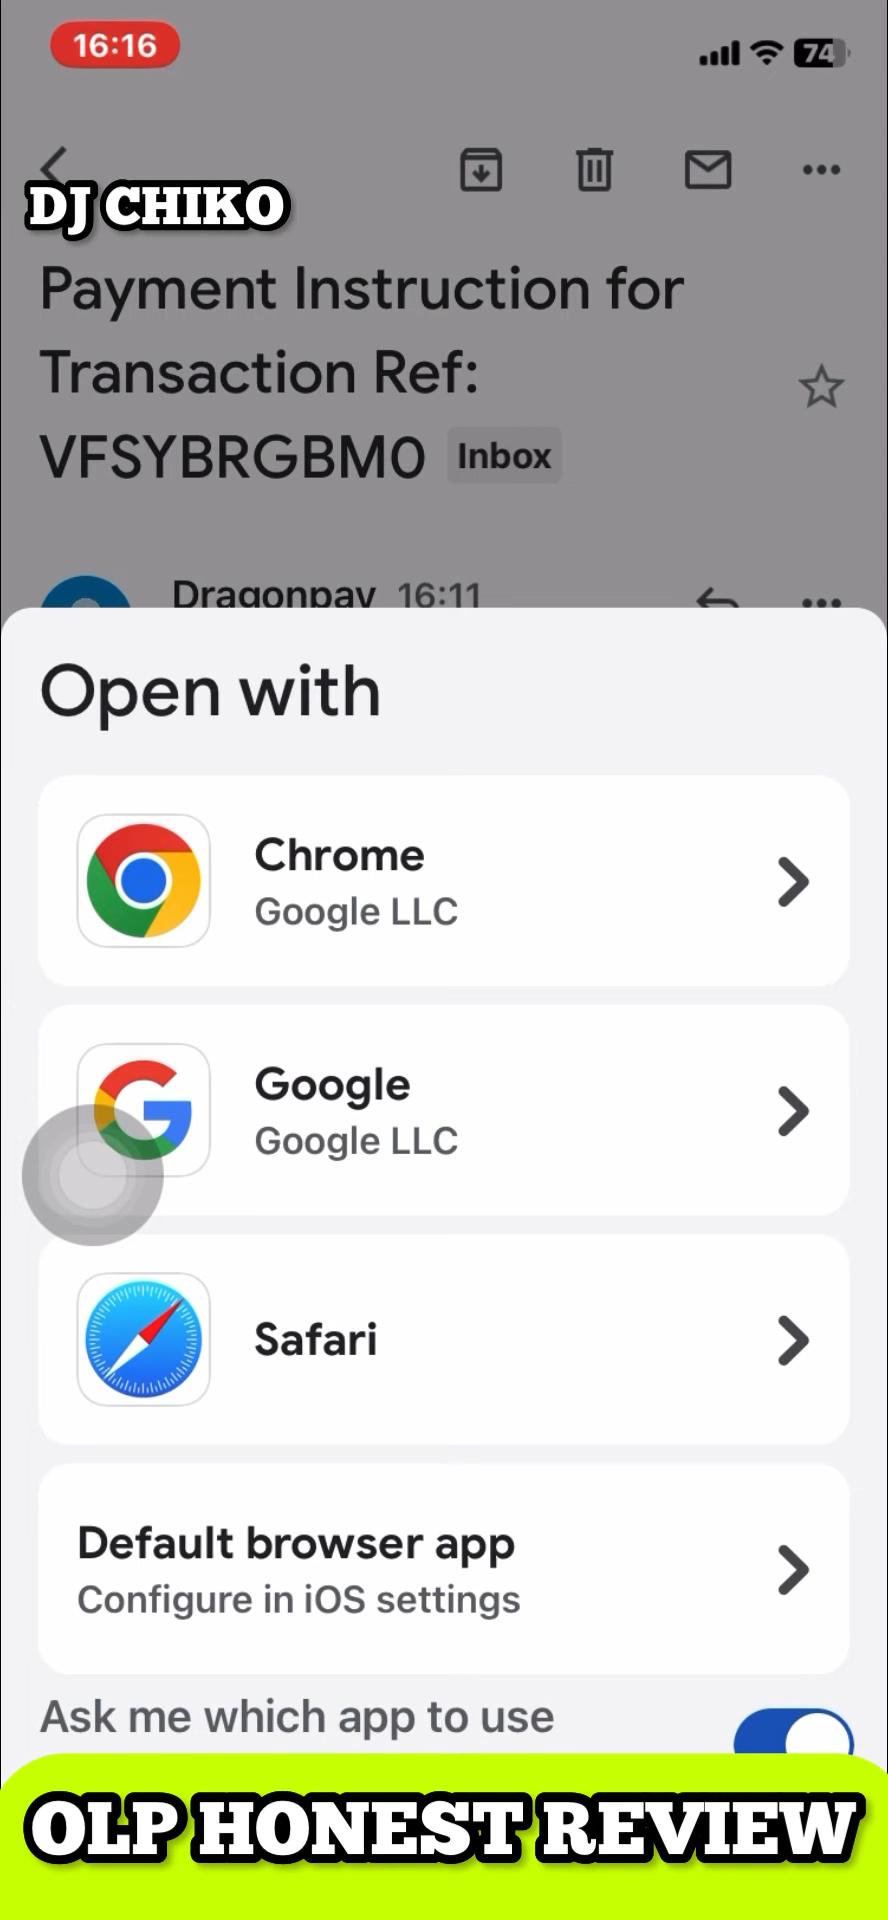 16:16
74
DJ CHIKO
Payment Instruction for
Transaction Ref:
VFSYBRGBM0 Inbox
Dragonpay 16:11
Open with
Chrome
Google LLC
Google
Google LLC
Safari
Default browser app
Configure in iOS settings
Ask me which app to use
OLP HONEST REVIEW